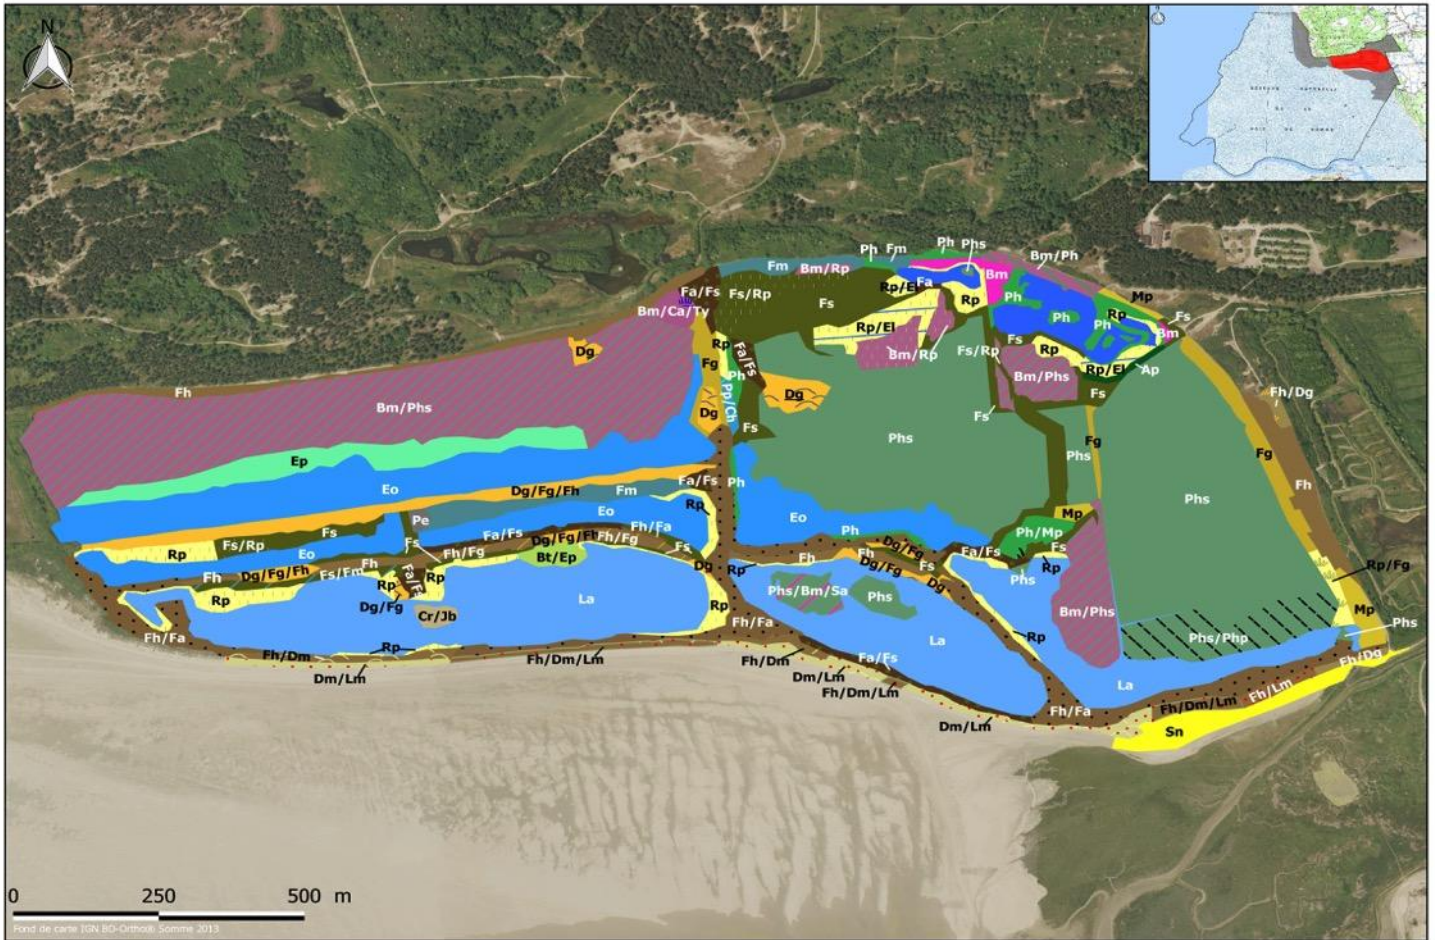 N
RÉSERVE NATURELLE
DE LA
BAIE DE SOMME
Ph
Fm
Ph
Phs
Bm/Ph
Fm
Bm/Rp
Bm
Fa
Rp/El
Fa/Fs
Fs/Rp
Fs
Rp
Ph
Mp
Bm/Ca/Ty
Ph
Ph
Rp
Fs
Bm
Rp/El
Fs
Rp
Fa/Fs
Dg
Fg
Bm/Rp
Fs/Rp
Rp
Rp/El
Ap
Ph
Bm/Phs
Fh
Pp/Ch
Dg
Fs
Fh/Dg
Bm/Phs
Dg
Fs
Fs
Phs
Fg
Fg
Ep
Phs
Ph
Fa/Fs
Fh
Eo
Dg/Fg/Fh
Fm
Phs
Rp
Eo
Pe
Eo
Mp
Fs
Fa/Fs
Fh/Fa
Ph
Ph/Mp
Fs/Rp
Fs
Dg/Fg/Fh
Fh/Fg
Fs
Dg/Fg
Fs
Rp
Eo
Fh/Fg
Bt/Ep
Fh
Fh
Fa/Fs
Rp
Rp/Fg
Fh
Dg
Rp
Dg/Fg
Fs
Fh
Dg/Fg/Fh
Fs/Fm
Rp
Fa/Fs
Rp
Dg
Phs
Phs/Bm/Sa
Phs
Rp
Dg/Fg
La
Rp
Bm/Phs
Mp
Cr/Jb
Fh/Fa
Phs
Fh/Fa
La
Rp
Phs/Php
Rp
Fh/Dm
Fh/Dm/Lm
Fh/Dm
Fa/Fs
Fh/Dg
Dm/Lm
Dm/Lm
La
Fh/Lm
Fh/Dm/Lm
Fh/Fa
Fh/Dm/Lm
Dm/Lm
Sn
0 250 500 m
Fond de carte IGN BD-Ortho® Somme 2013